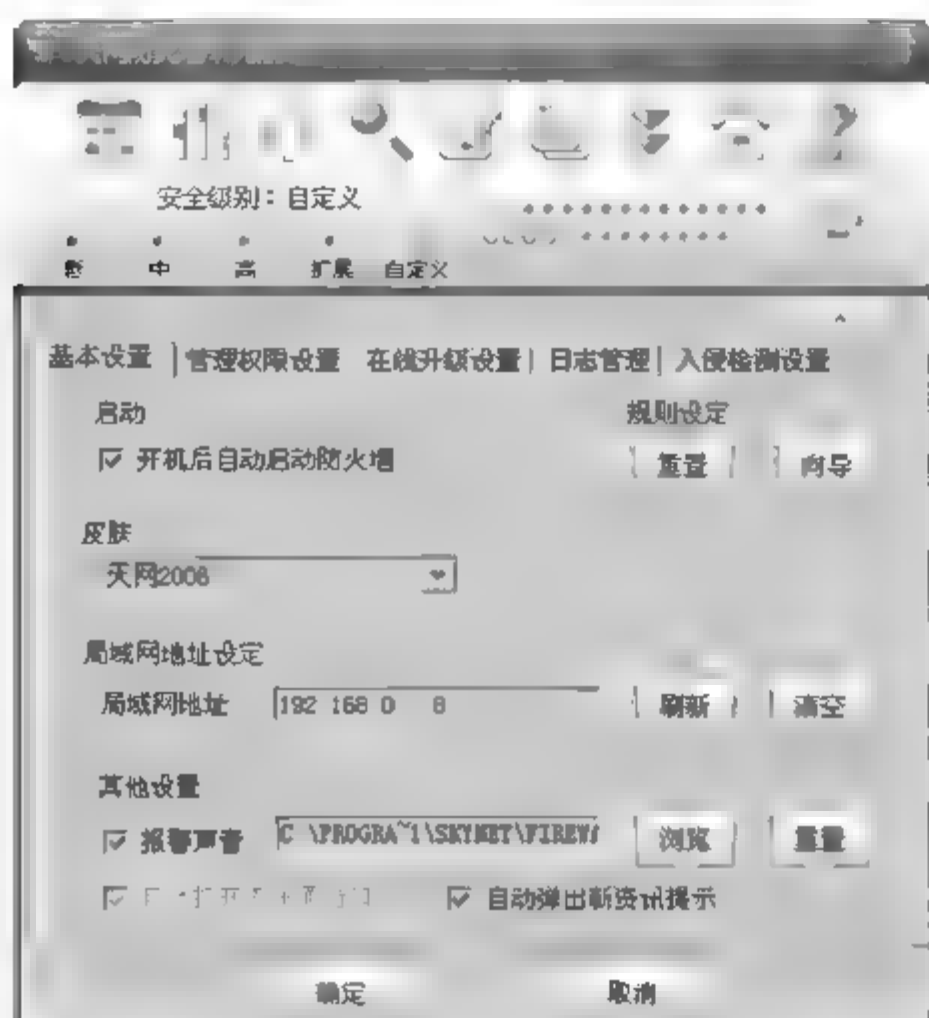 安全级别：自定义
中 高 扩展 自定义
基本设置 管理权限设置 在线升级设置 日志管理 入侵检测设置
启动 规则设定
开机后自动启动防火墙 重置 向导
皮肤
天网2006
局域网地址设定
局域网地址 192 168 0 8 刷新 清空
其他设置
报警声音 C \PROGRA~1\SKYNET\FIREW 浏览 重置
自动弹出新资讯提示
确定 取消